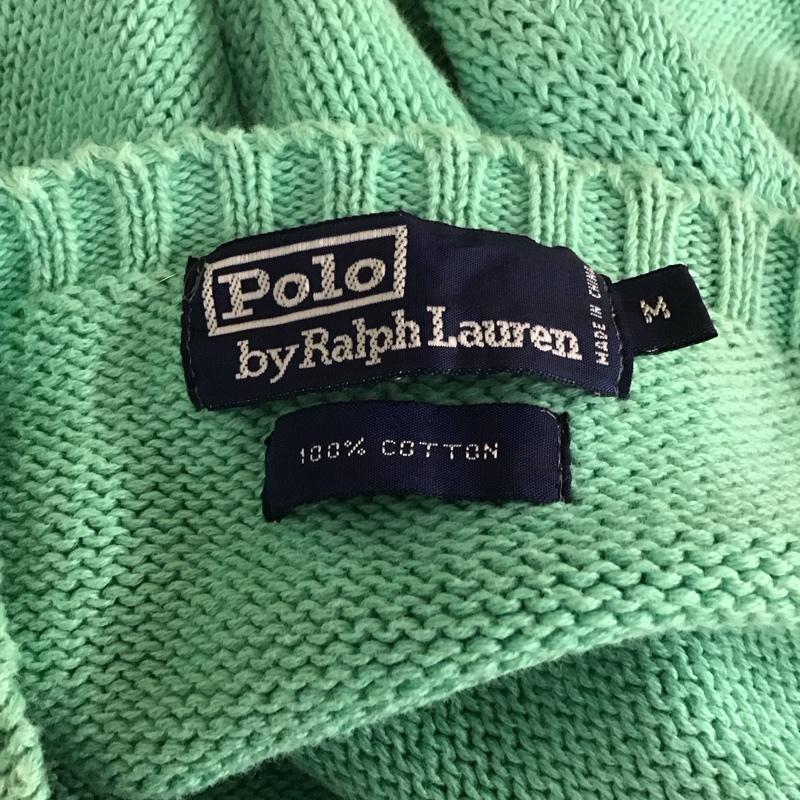 Polo
by Ralph Lauren
MADE IN CHINA
M
100% COTTON